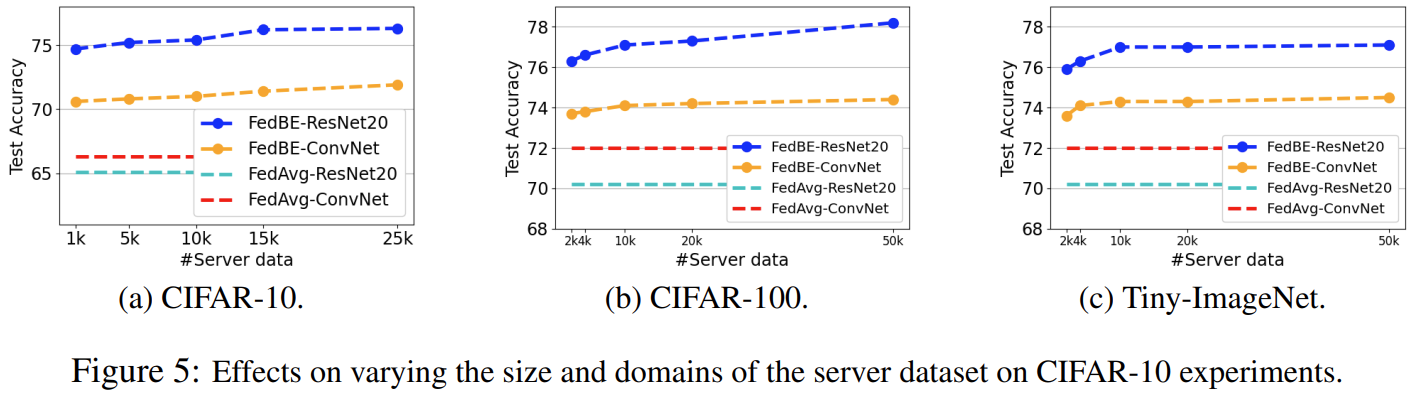 Test Accuracy
75
70
65
FedBE-ResNet20
FedBE-ConvNet
FedAvg-ResNet20
FedAvg-ConvNet
1k 5k 10k 15k 25k
#Server data
(a) CIFAR-10.
Test Accuracy
78
76
74
72
70
68
FedBE-ResNet20
FedBE-ConvNet
FedAvg-ResNet20
FedAvg-ConvNet
2k4k 10k 20k 50k
#Server data
(b) CIFAR-100.
Test Accuracy
78
76
74
72
70
68
FedBE-ResNet20
FedBE-ConvNet
FedAvg-ResNet20
FedAvg-ConvNet
2k4k 10k 20k 50k
#Server data
(c) Tiny-ImageNet.
Figure 5: Effects on varying the size and domains of the server dataset on CIFAR-10 experiments.